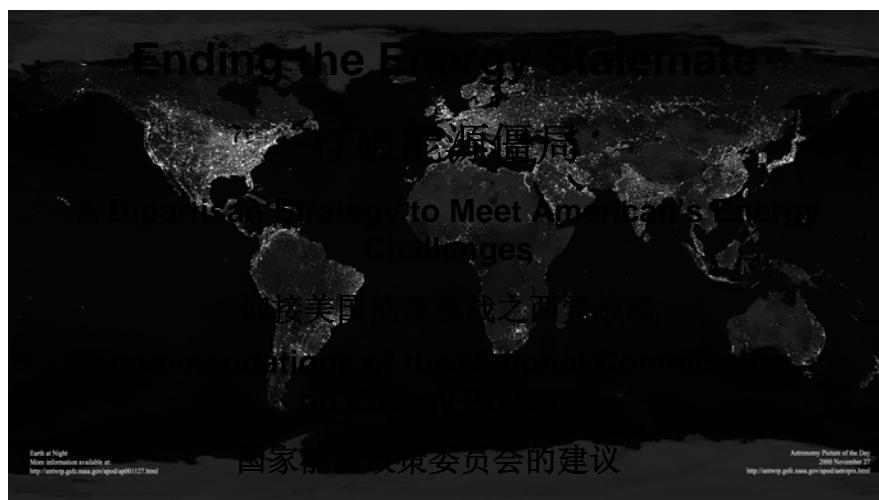 Ending the Energy Stalemate
打破能源僵局
A Bipartisan Strategy to Meet American's Energy
Challenges
迎接美国能源挑战之两党战略
Recommendations of the National Commission
on Energy Policy
国家能源政策委员会的建议
Earth at Night
More information available at:
http://antwrp.gsfc.nasa.gov/apod/ap001127.html
Astronomy Picture of the Day
2000 November 27
http://antwrp.gsfc.nasa.gov/apod/astropix.html